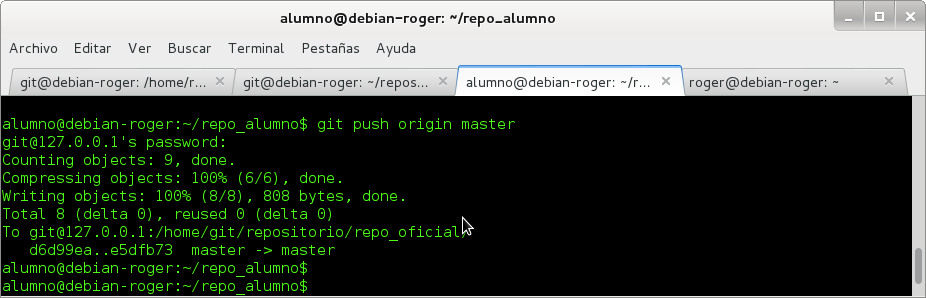 alumno@debian-roger: ~/repo_alumno
Archivo Editar Ver Buscar Terminal Pestañas Ayuda
git@debian-roger: /home/r... git@debian-roger: ~/repos... alumno@debian-roger: ~/r... roger@debian-roger: ~
alumno@debian-roger:~/repo_alumno$ git push origin master
git@127.0.0.1's password:
Counting objects: 9, done.
Compressing objects: 100% (6/6), done.
Writing objects: 100% (8/8), 808 bytes, done.
Total 8 (delta 0), reused 0 (delta 0)
To git@127.0.0.1:/home/git/repositorio/repo_oficial/
d6d99ea..e5dfb73  master -> master
alumno@debian-roger:~/repo_alumno$
alumno@debian-roger:~/repo_alumno$